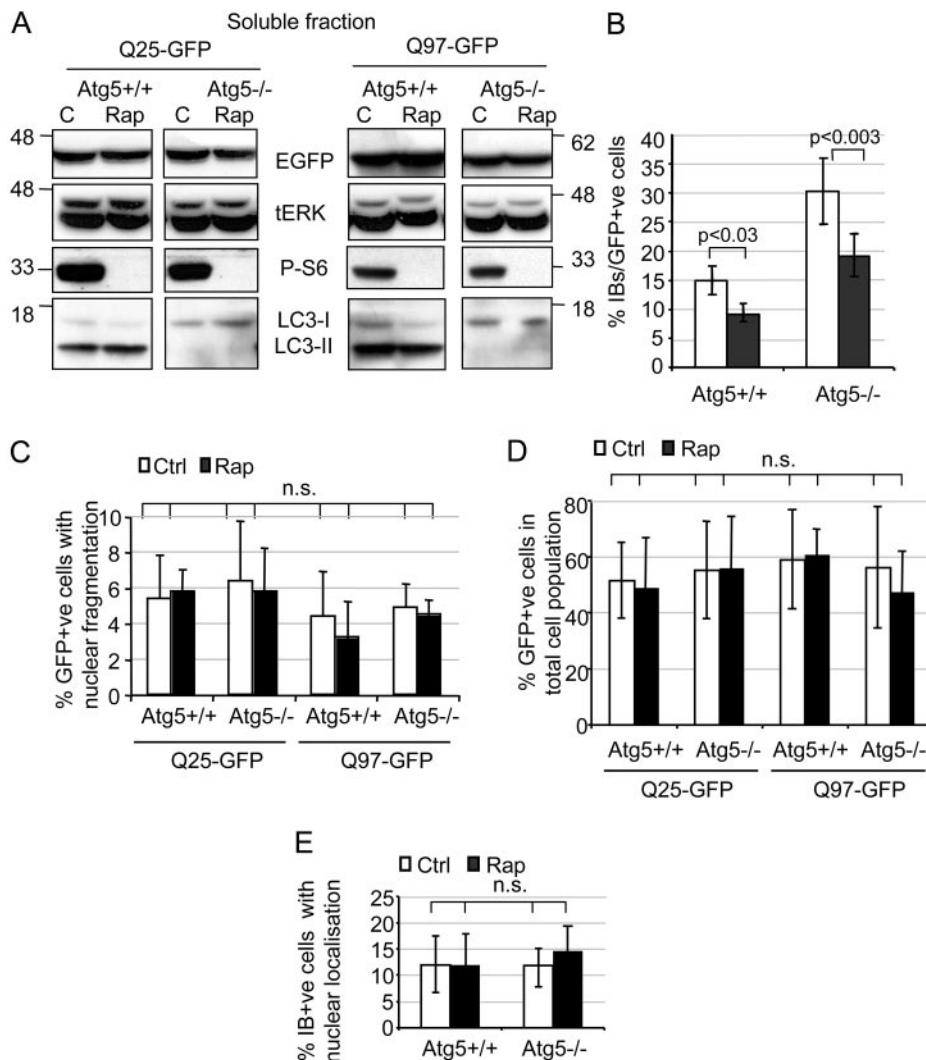 A
Soluble fraction
Q25-GFP
Q97-GFP
Atg5+/+ Atg5-/-
Atg5+/+ Atg5-/-
C Rap C Rap
C Rap C Rap
48
EGFP
62
48
tERK
48
33
P-S6
33
18
LC3-I
18
LC3-II
B
% IBs/GFP+ve cells
40
35
30
25
20
15
10
5
0
p<0.03
p<0.003
Atg5+/+ Atg5-/-
C
Ctrl Rap
n.s.
% GFP+ve cells with
nuclear fragmentation
10
8
6
4
2
0
Atg5+/+ Atg5-/- Atg5+/+ Atg5-/-
Q25-GFP Q97-GFP
D
Ctrl Rap
n.s.
% GFP+ve cells in
total cell population
80
60
40
20
0
Atg5+/+ Atg5-/- Atg5+/+ Atg5-/-
Q25-GFP Q97-GFP
E
Ctrl Rap
n.s.
% IB+ve cells with
nuclear localisation
25
20
15
10
5
0
Atg5+/+ Atg5-/-